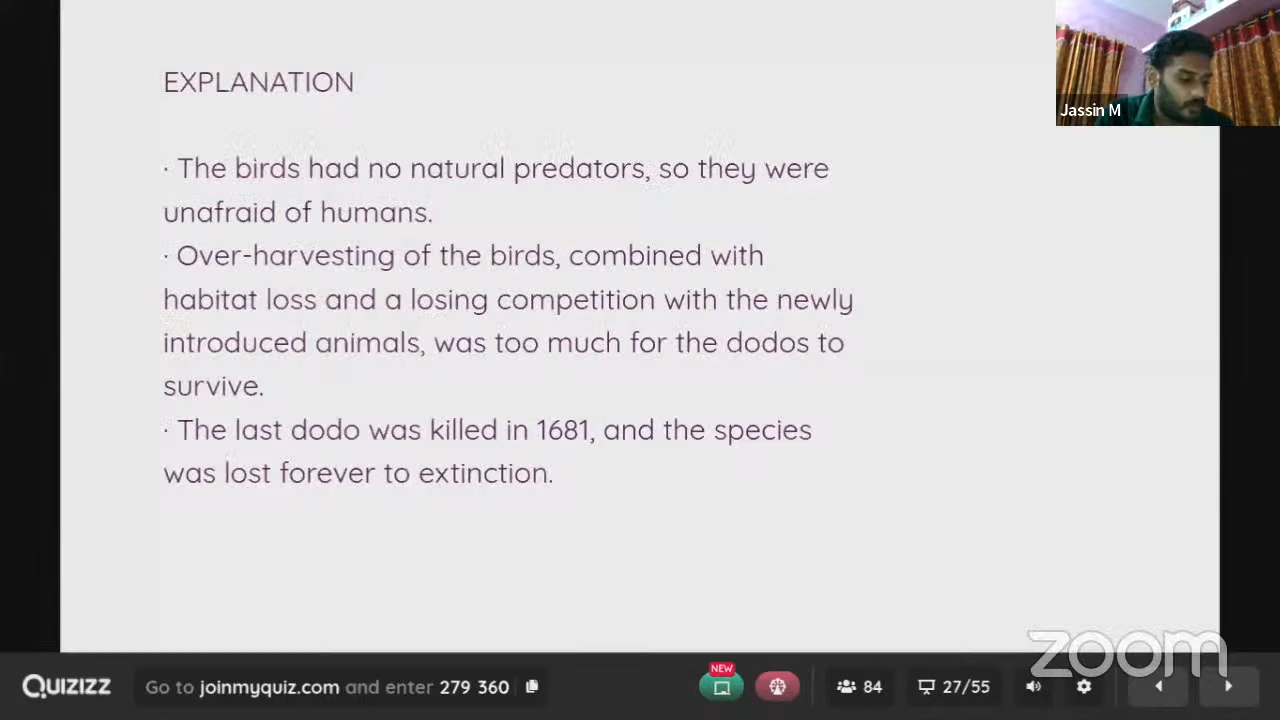 EXPLANATION
Jassin M
· The birds had no natural predators, so they were
unafraid of humans.
· Over-harvesting of the birds, combined with
habitat loss and a losing competition with the newly
introduced animals, was too much for the dodos to
survive.
· The last dodo was killed in 1681, and the species
was lost forever to extinction.
zoom
NEW
Quizizz Go to joinmyquiz.com and enter 279 360 84 27/55